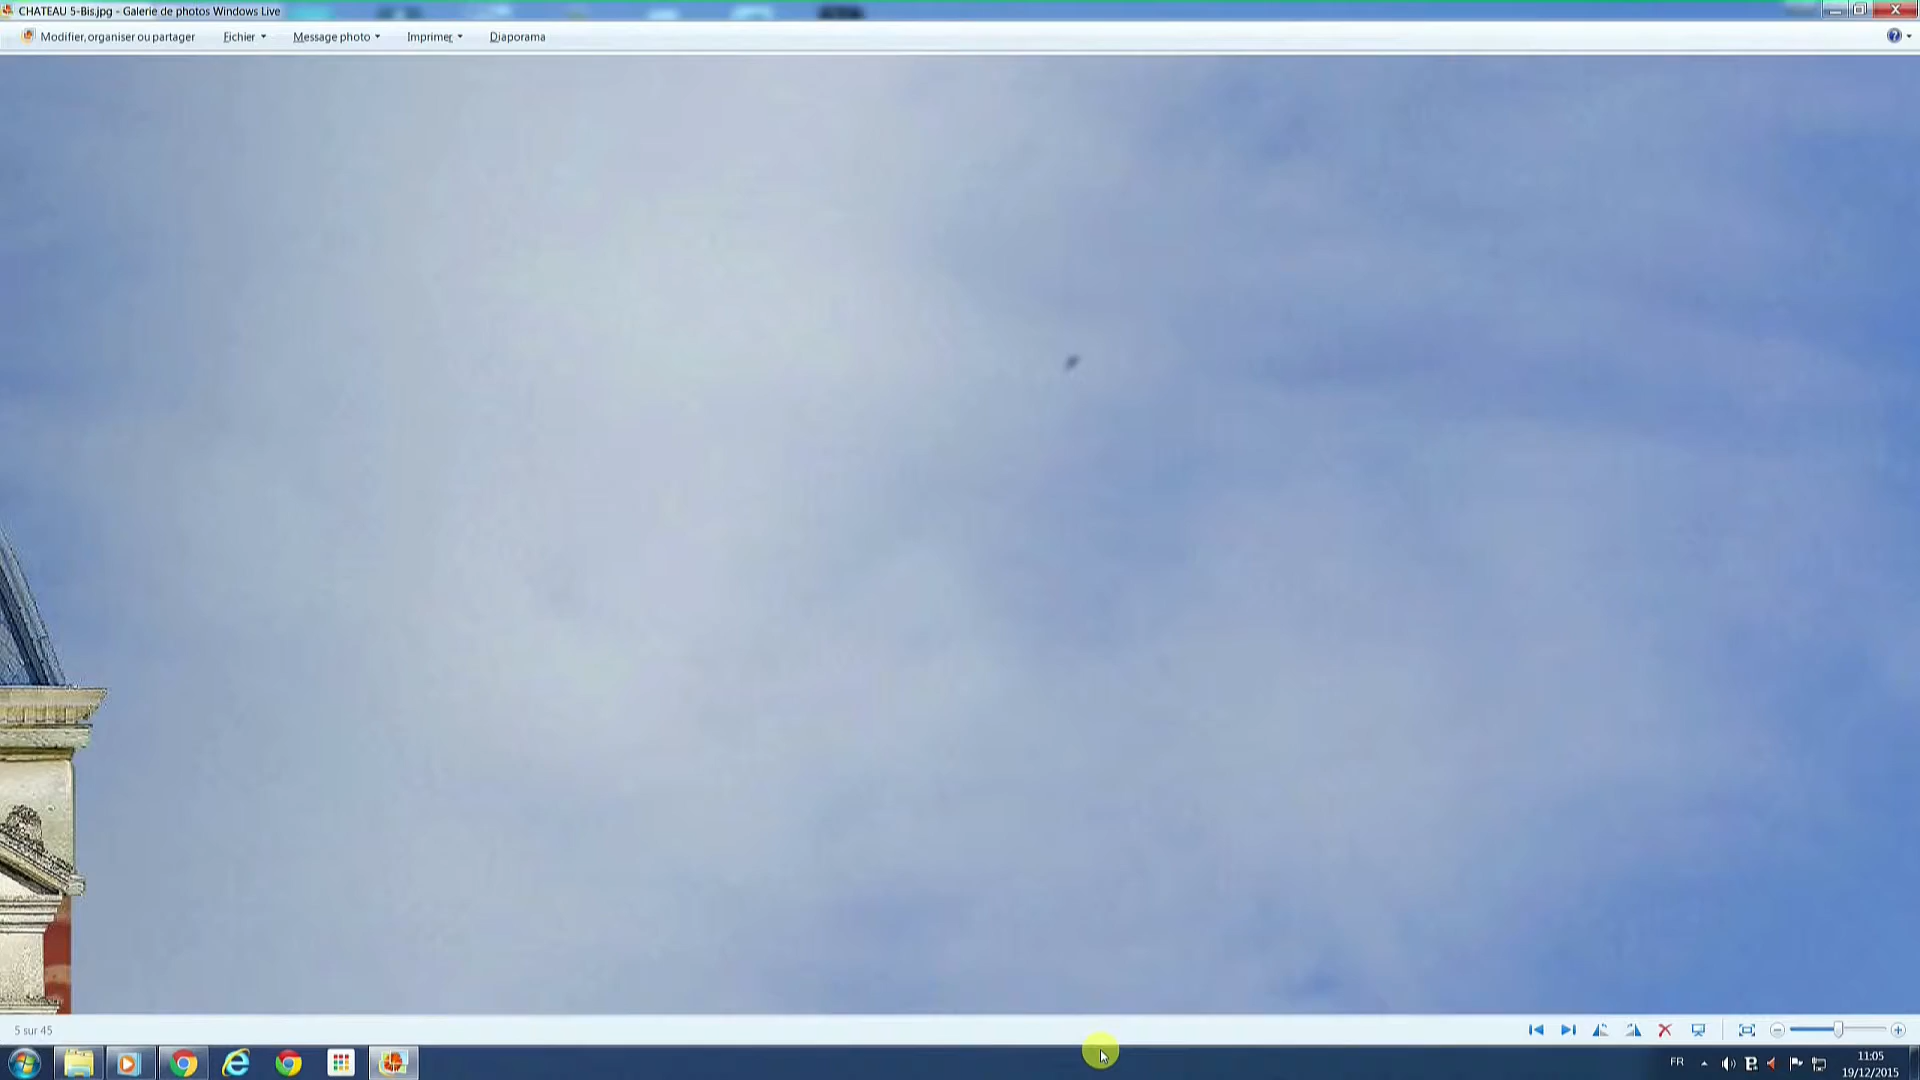 CHATEAU 5-Bis.jpg - Galerie de photos Windows Live
Modifier, organiser ou partager Fichier Message photo Imprimer Diaporama
5 sur 45
FR
11:05
19/12/2015